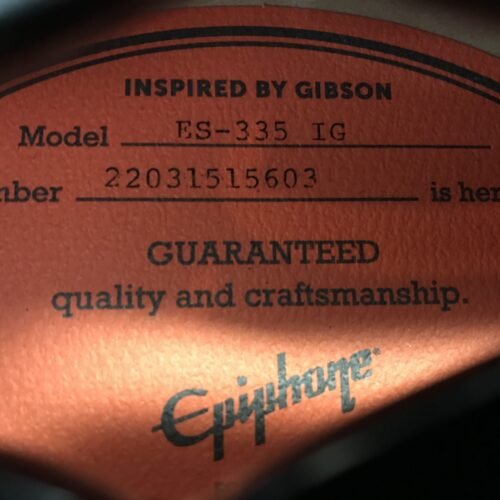 INSPIRED BY GIBSON
Model ES-335 IG
mber 22031515603 is her
GUARANTEED
quality and craftsmanship.
Epiphone